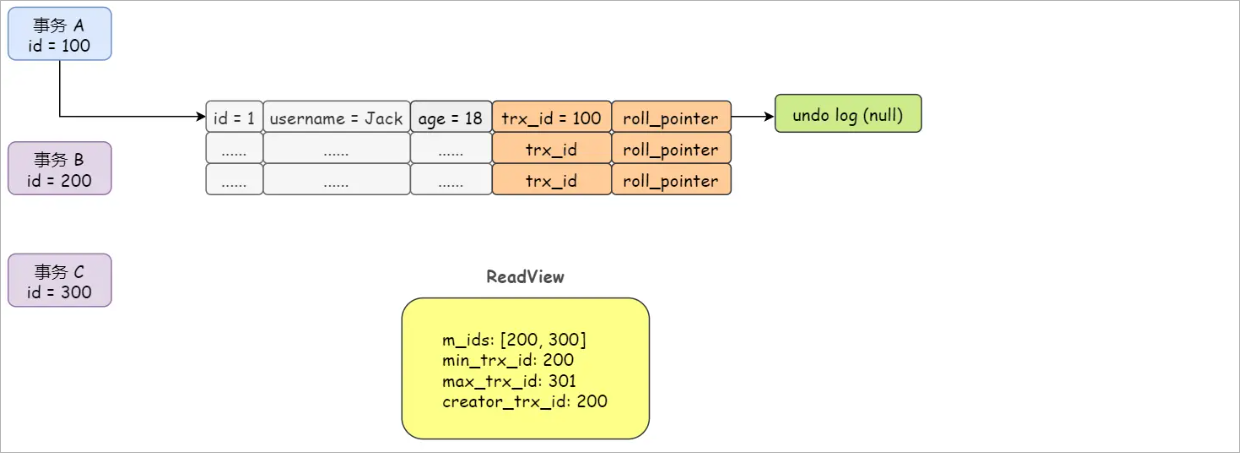 事务 A
id = 100
id = 1 username = Jack age = 18 trx_id = 100 roll_pointer
undo log (null)
...... ...... ...... trx_id roll_pointer
...... ...... ...... trx_id roll_pointer
事务 B
id = 200
事务 C
id = 300
ReadView
m_ids: [200, 300]
min_trx_id: 200
max_trx_id: 301
creator_trx_id: 200